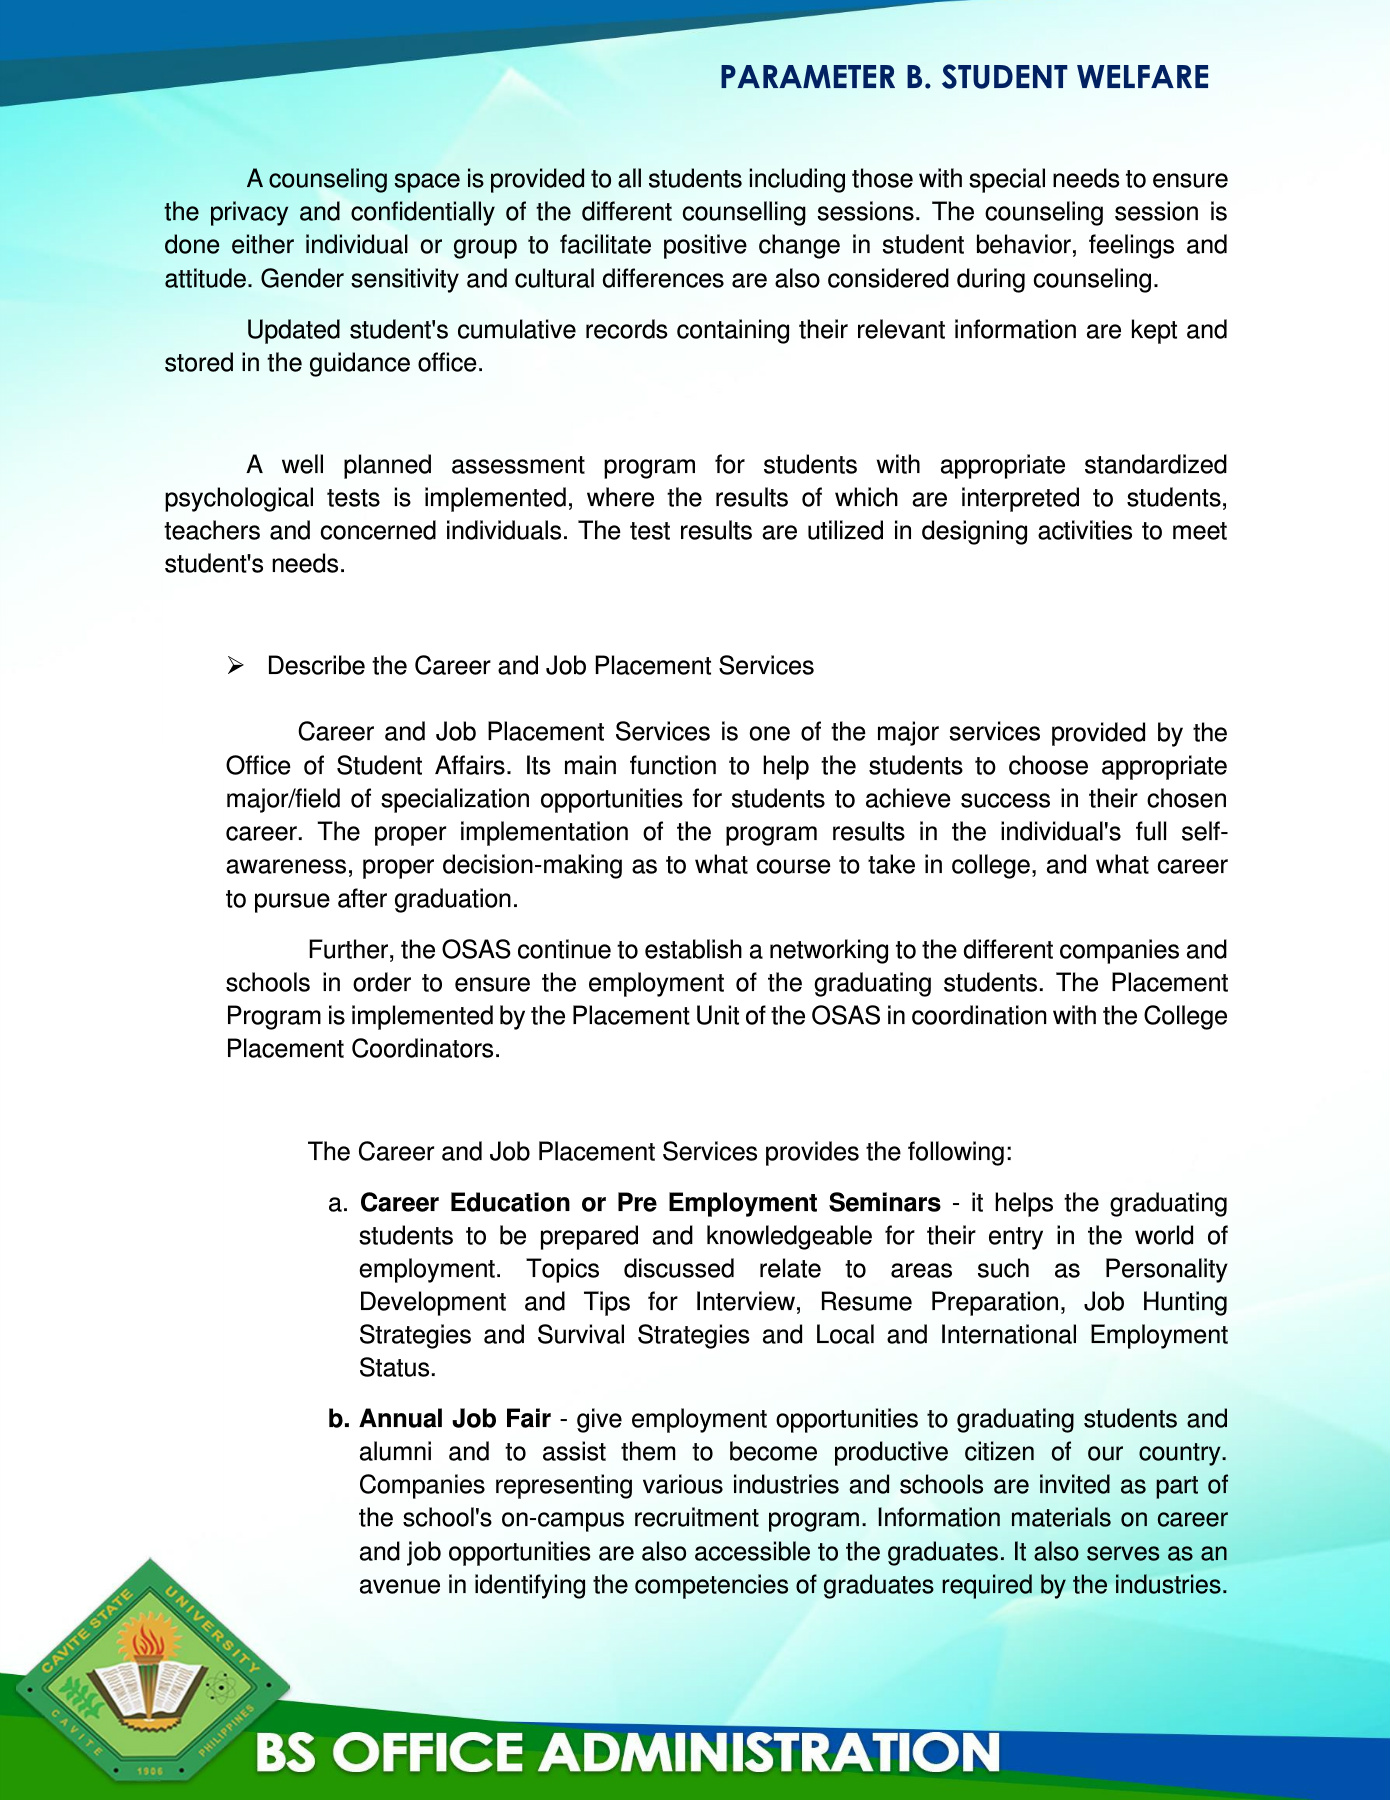 PARAMETER B. STUDENT WELFARE
A counseling space is provided to all students including those with special needs to ensure
the privacy and confidentially of the different counselling sessions. The counseling session is
done either individual or group to facilitate positive change in student behavior, feelings and
attitude. Gender sensitivity and cultural differences are also considered during counseling.
Updated student's cumulative records containing their relevant information are kept and
stored in the guidance office.
A well planned assessment program for students with appropriate standardized
psychological tests is implemented, where the results of which are interpreted to students,
teachers and concerned individuals. The test results are utilized in designing activities to meet
student's needs.
➢ Describe the Career and Job Placement Services
Career and Job Placement Services is one of the major services provided by the
Office of Student Affairs. Its main function to help the students to choose appropriate
major/field of specialization opportunities for students to achieve success in their chosen
career. The proper implementation of the program results in the individual's full self-
awareness, proper decision-making as to what course to take in college, and what career
to pursue after graduation.
Further, the OSAS continue to establish a networking to the different companies and
schools in order to ensure the employment of the graduating students. The Placement
Program is implemented by the Placement Unit of the OSAS in coordination with the College
Placement Coordinators.
The Career and Job Placement Services provides the following:
a. Career Education or Pre Employment Seminars - it helps the graduating
students to be prepared and knowledgeable for their entry in the world of
employment. Topics discussed relate to areas such as Personality
Development and Tips for Interview, Resume Preparation, Job Hunting
Strategies and Survival Strategies and Local and International Employment
Status.
b. Annual Job Fair - give employment opportunities to graduating students and
alumni and to assist them to become productive citizen of our country.
Companies representing various industries and schools are invited as part of
the school's on-campus recruitment program. Information materials on career
and job opportunities are also accessible to the graduates. It also serves as an
avenue in identifying the competencies of graduates required by the industries.
CAVITE STATE UNIVERSITY
CAVITE PHILIPPINES
1906
BS OFFICE ADMINISTRATION